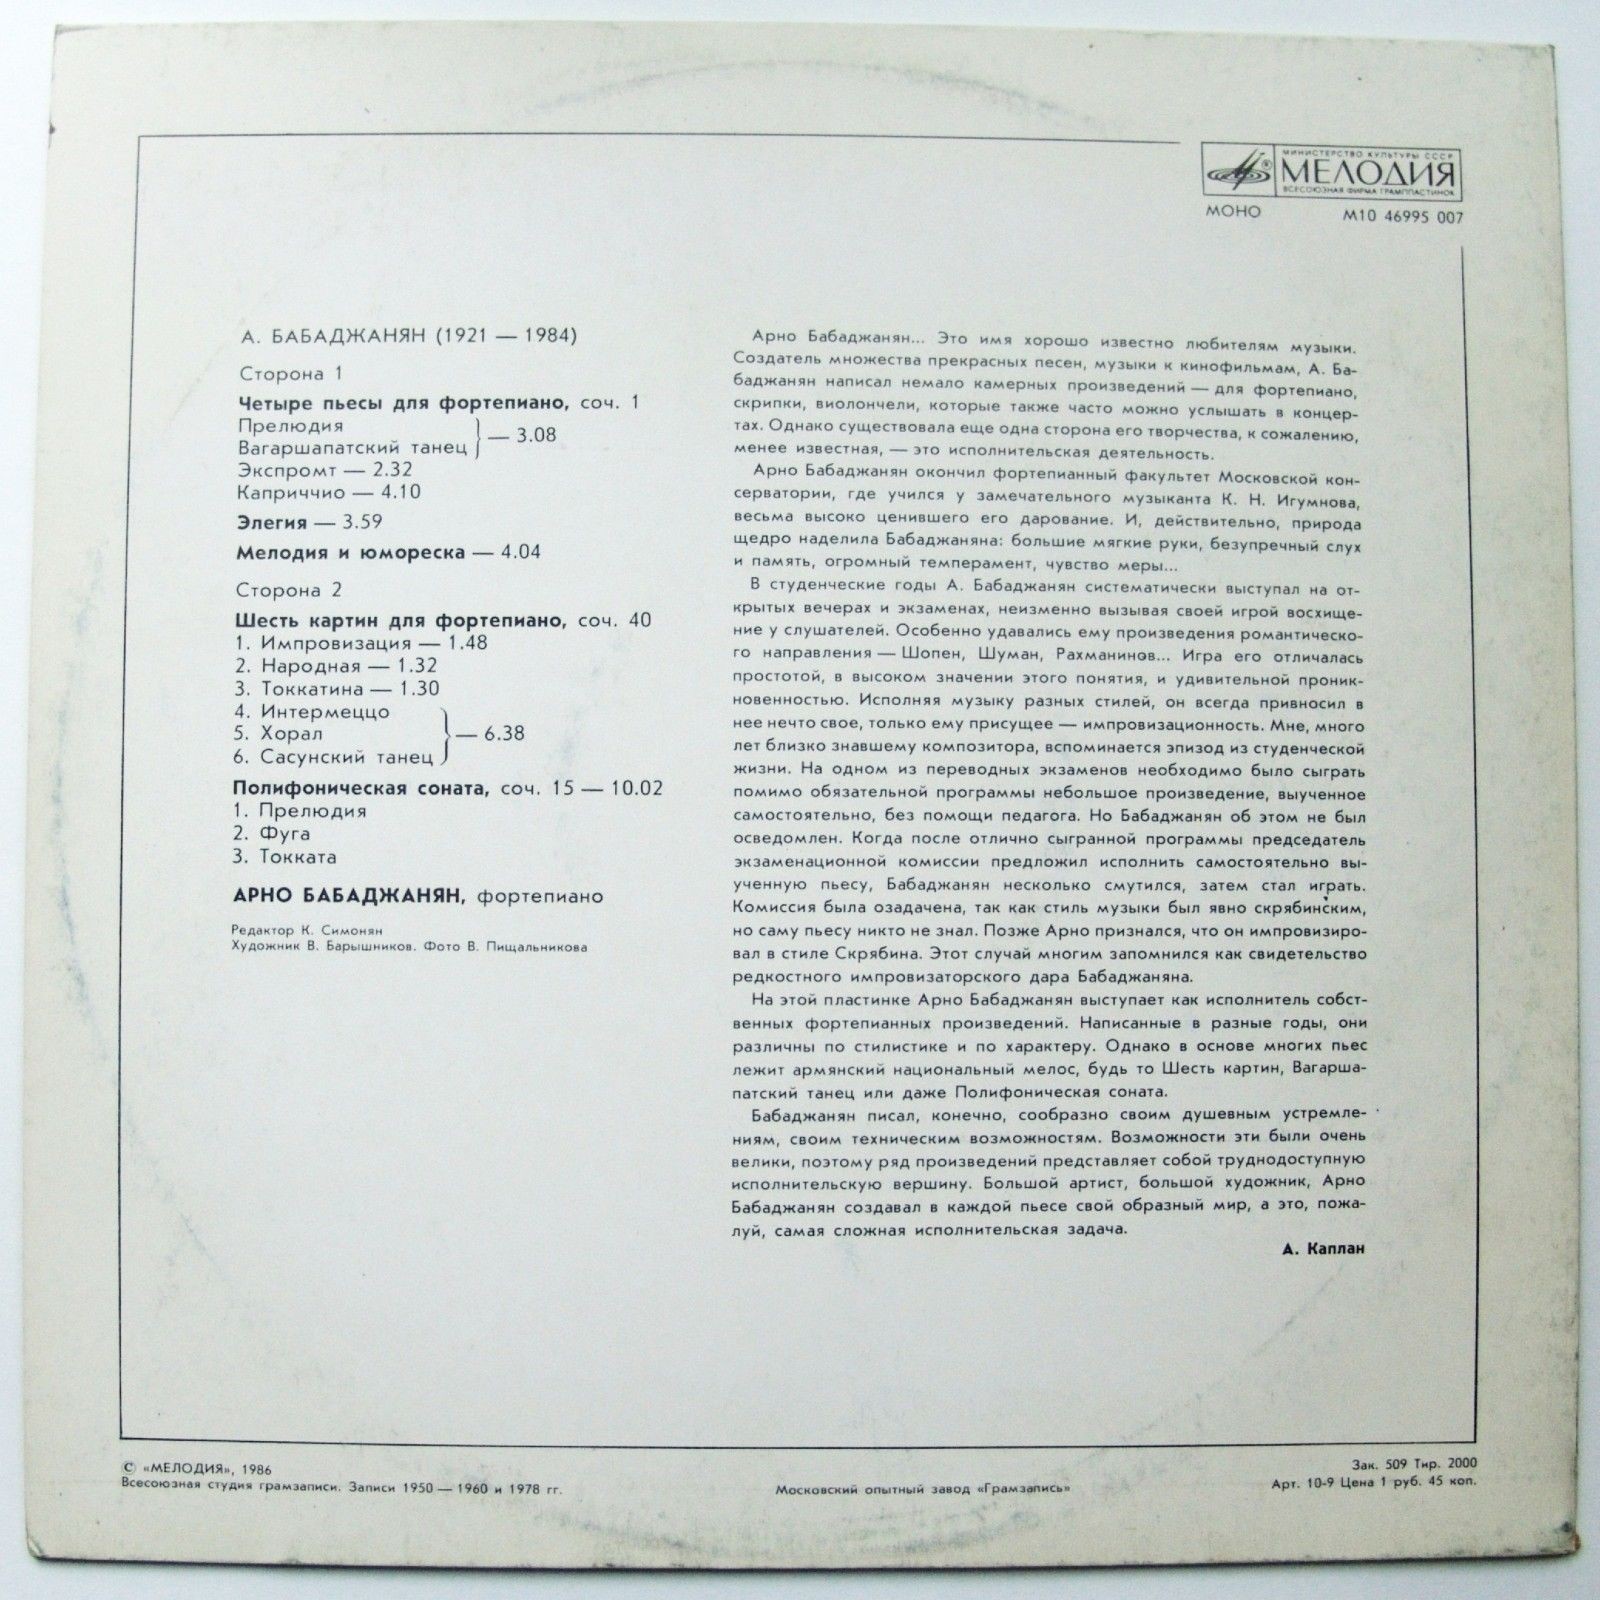 МИНИСТЕРСТВО КУЛЬТУРЫ СССР
МЕЛОДИЯ
ВСЕСОЮЗНАЯ ФИРМА ГРАМПЛАСТИНОК
МОНО М10 46995 007
А. БАБАДЖАНЯН (1921 — 1984)
Сторона 1
Четыре пьесы для фортепиано, соч. 1
Прелюдия
Вагаршапатский танец } — 3.08
Экспромт — 2.32
Каприччио — 4.10
Элегия — 3.59
Мелодия и юмореска — 4.04
Сторона 2
Шесть картин для фортепиано, соч. 40
1. Импровизация — 1.48
2. Народная — 1.32
3. Токкатина — 1.30
4. Интермеццо
5. Хорал } — 6.38
6. Сасунский танец
Полифоническая соната, соч. 15 — 10.02
1. Прелюдия
2. Фуга
3. Токката
АРНО БАБАДЖАНЯН, фортепиано
Редактор К. Симонян
Художник В. Барышников. Фото В. Пищальникова
Арно Бабаджанян... Это имя хорошо известно любителям музыки.
Создатель множества прекрасных песен, музыки к кинофильмам, А. Ба-
баджанян написал немало камерных произведений — для фортепиано,
скрипки, виолончели, которые также часто можно услышать в концер-
тах. Однако существовала еще одна сторона его творчества, к сожалению,
менее известная, — это исполнительская деятельность.
Арно Бабаджанян окончил фортепианный факультет Московской кон-
серватории, где учился у замечательного музыканта К. Н. Игумнова,
весьма высоко ценившего его дарование. И, действительно, природа
щедро наделила Бабаджаняна: большие мягкие руки, безупречный слух
и память, огромный темперамент, чувство меры...
В студенческие годы А. Бабаджанян систематически выступал на от-
крытых вечерах и экзаменах, неизменно вызывая своей игрой восхище-
ние у слушателей. Особенно удавались ему произведения романтическо-
го направления — Шопен, Шуман, Рахманинов... Игра его отличалась
простотой, в высоком значении этого понятия, и удивительной проник-
новенностью. Исполняя музыку разных стилей, он всегда привносил в
нее нечто свое, только ему присущее — импровизационность. Мне, много
лет близко знавшему композитора, вспоминается эпизод из студенческой
жизни. На одном из переводных экзаменов необходимо было сыграть
помимо обязательной программы небольшое произведение, выученное
самостоятельно, без помощи педагога. Но Бабаджанян об этом не был
осведомлен. Когда после отлично сыгранной программы председатель
экзаменационной комиссии предложил исполнить самостоятельно вы-
ученную пьесу, Бабаджанян несколько смутился, затем стал играть.
Комиссия была озадачена, так как стиль музыки был явно скрябинским,
но саму пьесу никто не знал. Позже Арно признался, что он импровизиро-
вал в стиле Скрябина. Этот случай многим запомнился как свидетельство
редкостного импровизаторского дара Бабаджаняна.
На этой пластинке Арно Бабаджанян выступает как исполнитель собст-
венных фортепианных произведений. Написанные в разные годы, они
различны по стилистике и по характеру. Однако в основе многих пьес
лежит армянский национальный мелос, будь то Шесть картин, Вагарша-
патский танец или даже Полифоническая соната.
Бабаджанян писал, конечно, сообразно своим душевным устремле-
ниям, своим техническим возможностям. Возможности эти были очень
велики, поэтому ряд произведений представляет собой труднодоступную
исполнительскую вершину. Большой артист, большой художник, Арно
Бабаджанян создавал в каждой пьесе свой образный мир, а это, пожа-
луй, самая сложная исполнительская задача.
А. Каплан
© «МЕЛОДИЯ», 1986
Всесоюзная студия грамзаписи. Записи 1950 — 1960 и 1978 гг.
Московский опытный завод «Грамзапись»
Зак. 509 Тир. 2000
Арт. 10-9 Цена 1 руб. 45 коп.